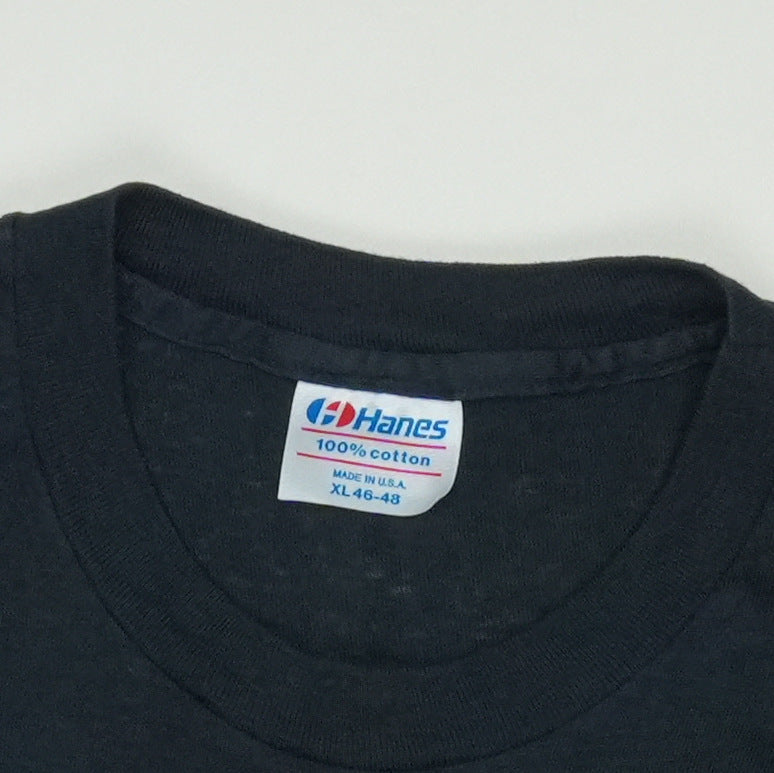 Hanes
100% cotton
MADE IN U.S.A.
XL 46-48